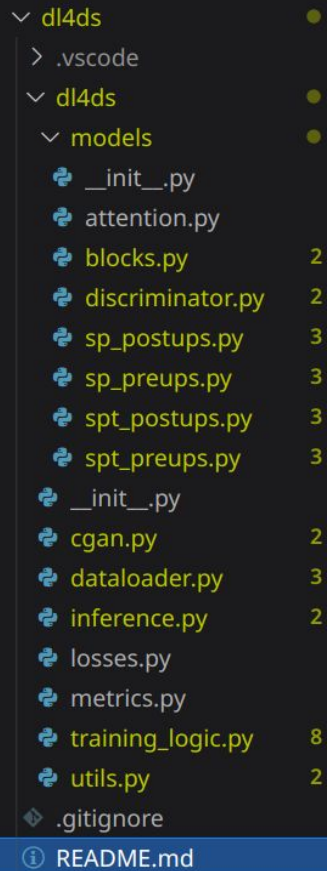 dl4ds
.vscode
dl4ds
models
__init__.py
attention.py
blocks.py 2
discriminator.py 2
sp_postups.py 3
sp_preups.py 3
spt_postups.py 3
spt_preups.py 3
__init__.py
cgan.py 2
dataloader.py 3
inference.py 2
losses.py
metrics.py
training_logic.py 8
utils.py 2
.gitignore
README.md